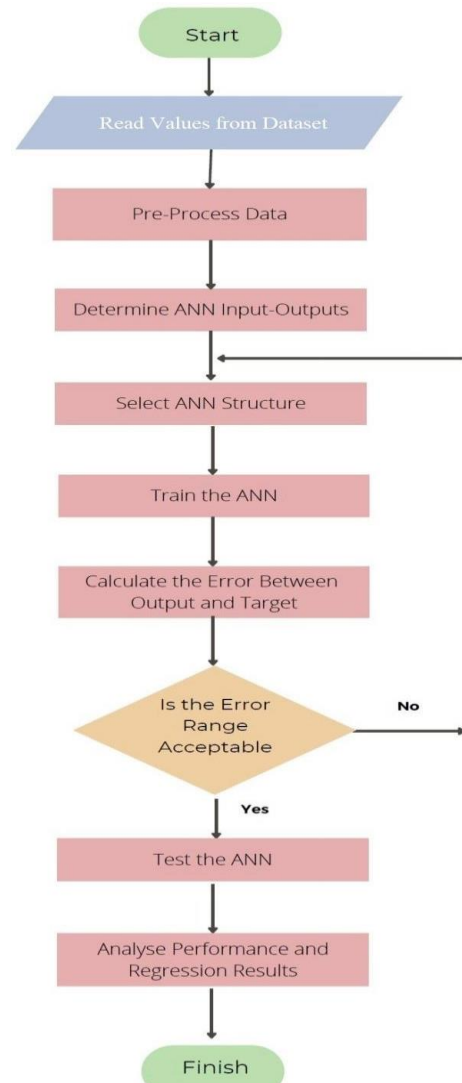 Start
Read Values from Dataset
Pre-Process Data
Determine ANN Input-Outputs
Select ANN Structure
Train the ANN
Calculate the Error Between
Output and Target
Is the Error
Range
Acceptable
No
Yes
Test the ANN
Analyse Performance and
Regression Results
Finish